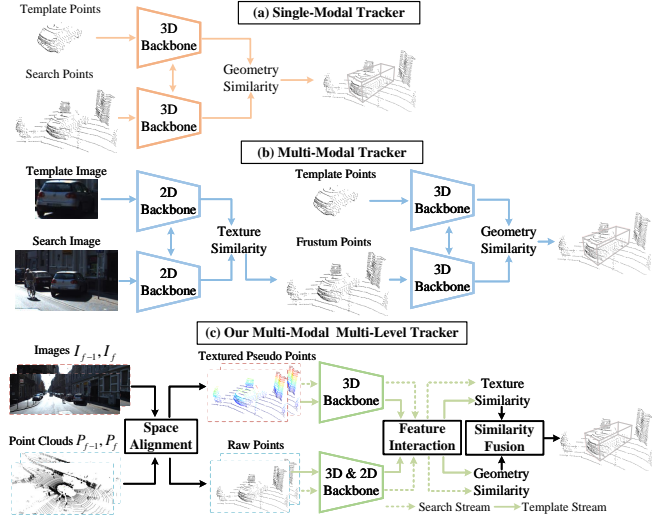 (a) Single-Modal Tracker
Template Points
3D
Backbone
Search Points
3D
Backbone
Geometry
Similarity
(b) Multi-Modal Tracker
Template Image
2D
Backbone
Search Image
2D
Backbone
Texture
Similarity
Template Points
3D
Backbone
Frustum Points
3D
Backbone
Geometry
Similarity
(c) Our Multi-Modal Multi-Level Tracker
Images I_{f-1}, I_f
Point Clouds P_{f-1}, P_f
Space
Alignment
Textured Pseudo Points
3D
Backbone
Raw Points
3D & 2D
Backbone
Feature
Interaction
Texture
Similarity
Similarity
Fusion
Geometry
Similarity
Search Stream
Template Stream